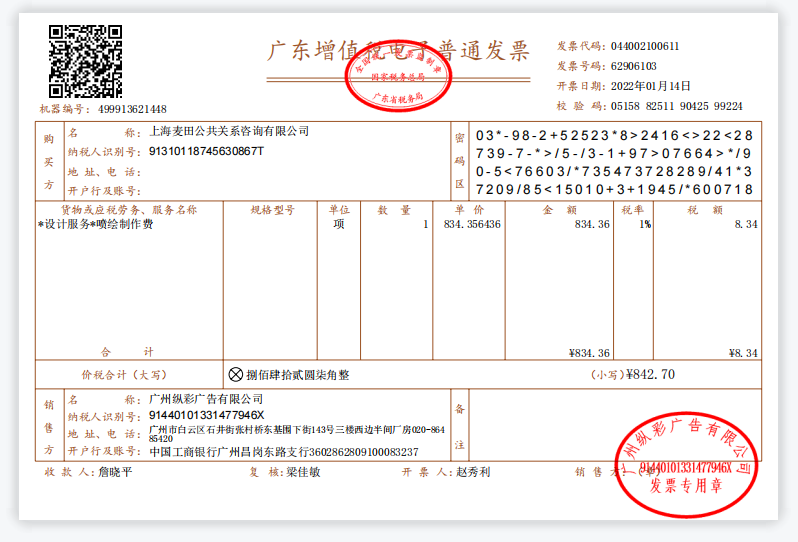 广东增值税电子普通发票
全国统一发票监制章
国家税务总局
广东省税务局
发票代码: 044002100611
发票号码: 62906103
开票日期: 2022年01月14日
校 验 码: 05158 82511 90425 99224
机器编号: 499913621448
购买方
名 称: 上海麦田公共关系咨询有限公司
纳税人识别号: 91310118745630867T
地 址、电 话:
开户行及账号:
密码区
03*-98-2+52523*8>2416<>22<28
739-7-*>/5-/3-1+97>07664>*/9
0-5<76603/*735473728289/41*3
7209/85<15010+3+1945/*600718
货物或应税劳务、服务名称 规格型号 单位 数 量 单 价 金 额 税率 税 额
*设计服务*喷绘制作费 项 1 834.356436 834.36 1% 8.34
合 计 ¥834.36 ¥8.34
价税合计（大写） ⊗捌佰肆拾贰圆柒角整 （小写）¥842.70
销售方
名 称: 广州纵彩广告有限公司
纳税人识别号: 91440101331477946X
地 址、电 话: 广州市白云区石井街张村桥东基围下街143号三楼西边半间厂房020-864
85420
开户行及账号: 中国工商银行广州昌岗东路支行3602862809100083237
备注
收 款 人: 詹晓平 复 核: 梁佳敏 开 票 人: 赵秀利 销 售 方: (章)
广州纵彩广告有限公司
91440101331477946X
发票专用章